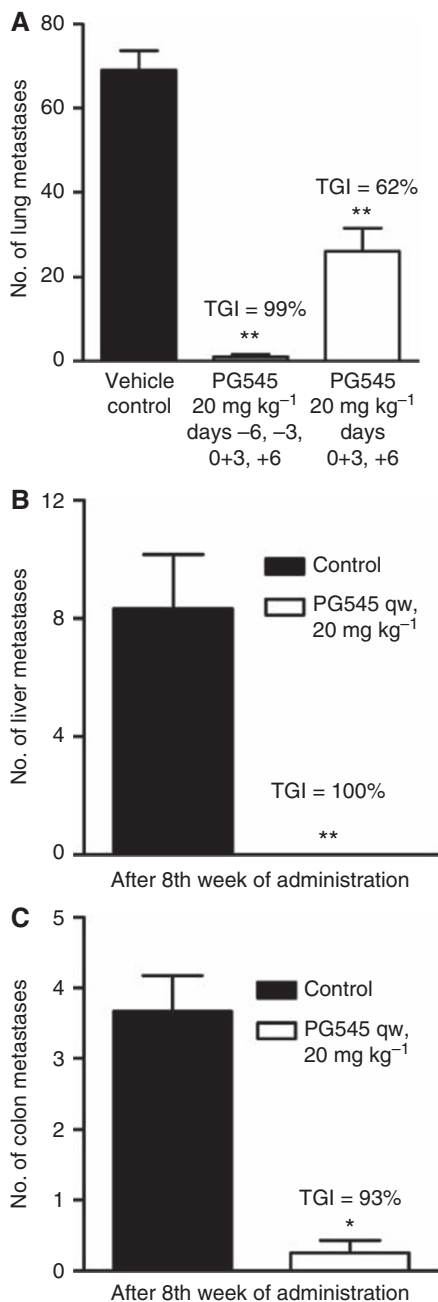 A
No. of lung metastases
80
60
40
20
0
TGI = 99%
**
TGI = 62%
**
Vehicle
control
PG545
20 mg kg⁻¹
days –6, –3,
0+3, +6
PG545
20 mg kg⁻¹
days
0+3, +6
B
No. of liver metastases
12
8
4
0
Control
PG545 qw,
20 mg kg⁻¹
TGI = 100%
**
After 8th week of administration
C
No. of colon metastases
5
4
3
2
1
0
Control
PG545 qw,
20 mg kg⁻¹
TGI = 93%
*
After 8th week of administration